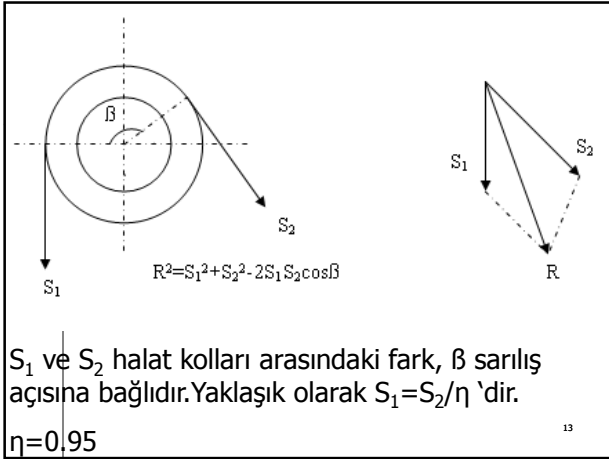 ß
S₁
S₂
R²=S₁²+S₂²-2S₁S₂cosß
S₁
S₂
R
S₁ ve S₂ halat kolları arasındaki fark, ß sarılış
açısına bağlıdır.Yaklaşık olarak S₁=S₂/η ‘dir.
η=0.95
13